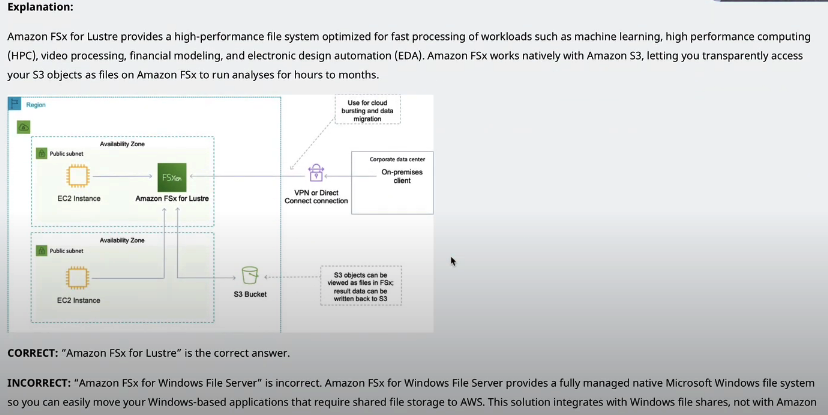 Explanation:
Amazon FSx for Lustre provides a high-performance file system optimized for fast processing of workloads such as machine learning, high performance computing
(HPC), video processing, financial modeling, and electronic design automation (EDA). Amazon FSx works natively with Amazon S3, letting you transparently access
your S3 objects as files on Amazon FSx to run analyses for hours to months.
Region
Use for cloud
bursting and data
migration
Availability Zone
Public subnet
FSx
EC2 Instance
Amazon FSx for Lustre
VPN or Direct
Connect connection
Corporate data center
On-premises
client
Availability Zone
Public subnet
EC2 Instance
S3 Bucket
S3 objects can be
viewed as files in FSx;
result data can be
written back to S3
CORRECT: "Amazon FSx for Lustre" is the correct answer.
INCORRECT: "Amazon FSx for Windows File Server" is incorrect. Amazon FSx for Windows File Server provides a fully managed native Microsoft Windows file system
so you can easily move your Windows-based applications that require shared file storage to AWS. This solution integrates with Windows file shares, not with Amazon